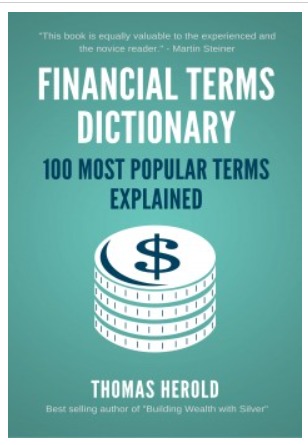 "This book is equally valuable to the experienced and
the novice reader." - Martin Steiner
FINANCIAL TERMS
DICTIONARY
100 MOST POPULAR TERMS
EXPLAINED
$
THOMAS HEROLD
Best selling author of "Building Wealth with Silver"